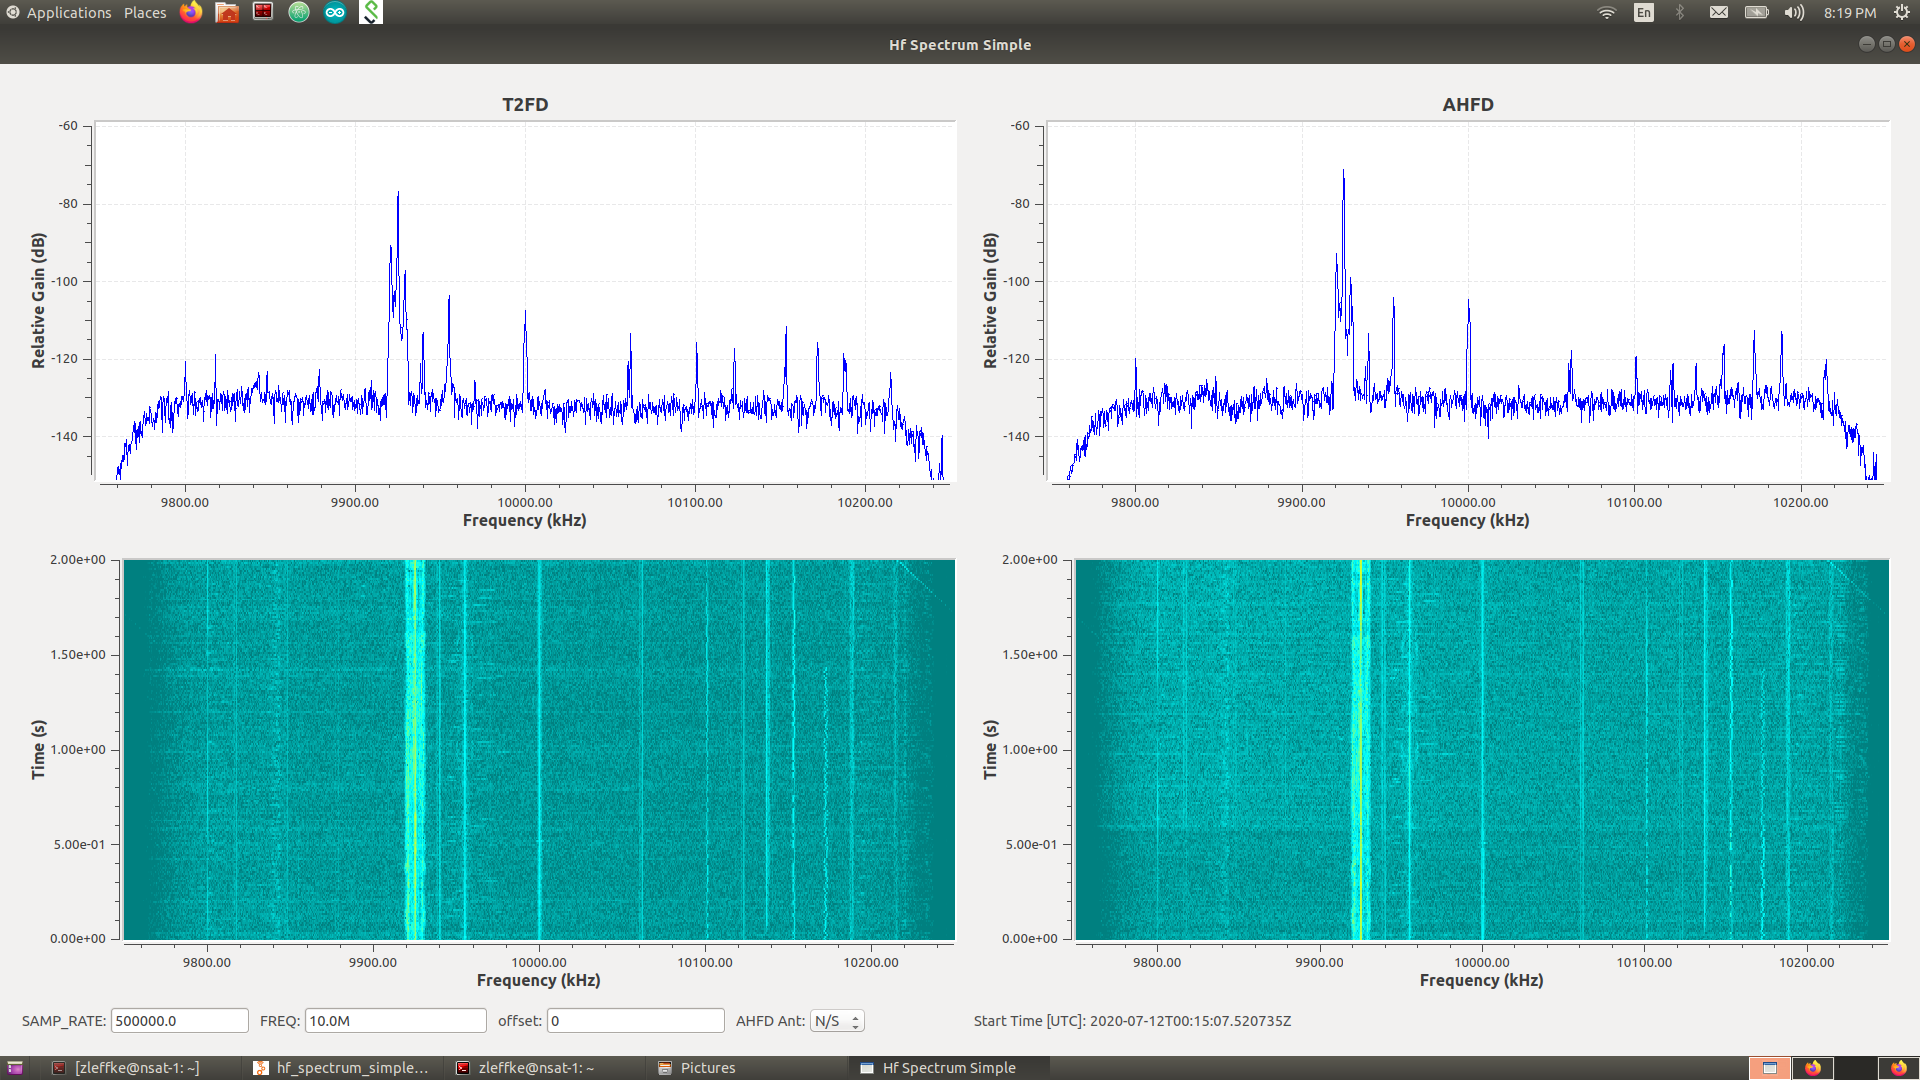 Applications Places En 8:19 PM
Hf Spectrum Simple
T2FD
-60
-80
-100
-120
-140
Relative Gain (dB)
9800.00 9900.00 10000.00 10100.00 10200.00
Frequency (kHz)
AHFD
-60
-80
-100
-120
-140
Relative Gain (dB)
9800.00 9900.00 10000.00 10100.00 10200.00
Frequency (kHz)
2.00e+00
1.50e+00
1.00e+00
5.00e-01
0.00e+00
Time (s)
9800.00 9900.00 10000.00 10100.00 10200.00
Frequency (kHz)
2.00e+00
1.50e+00
1.00e+00
5.00e-01
0.00e+00
Time (s)
9800.00 9900.00 10000.00 10100.00 10200.00
Frequency (kHz)
SAMP_RATE: 500000.0 FREQ: 10.0M offset: 0 AHFD Ant: N/S Start Time [UTC]: 2020-07-12T00:15:07.520735Z
[zleffke@nsat-1: ~] hf_spectrum_simple... zleffke@nsat-1: ~ Pictures Hf Spectrum Simple